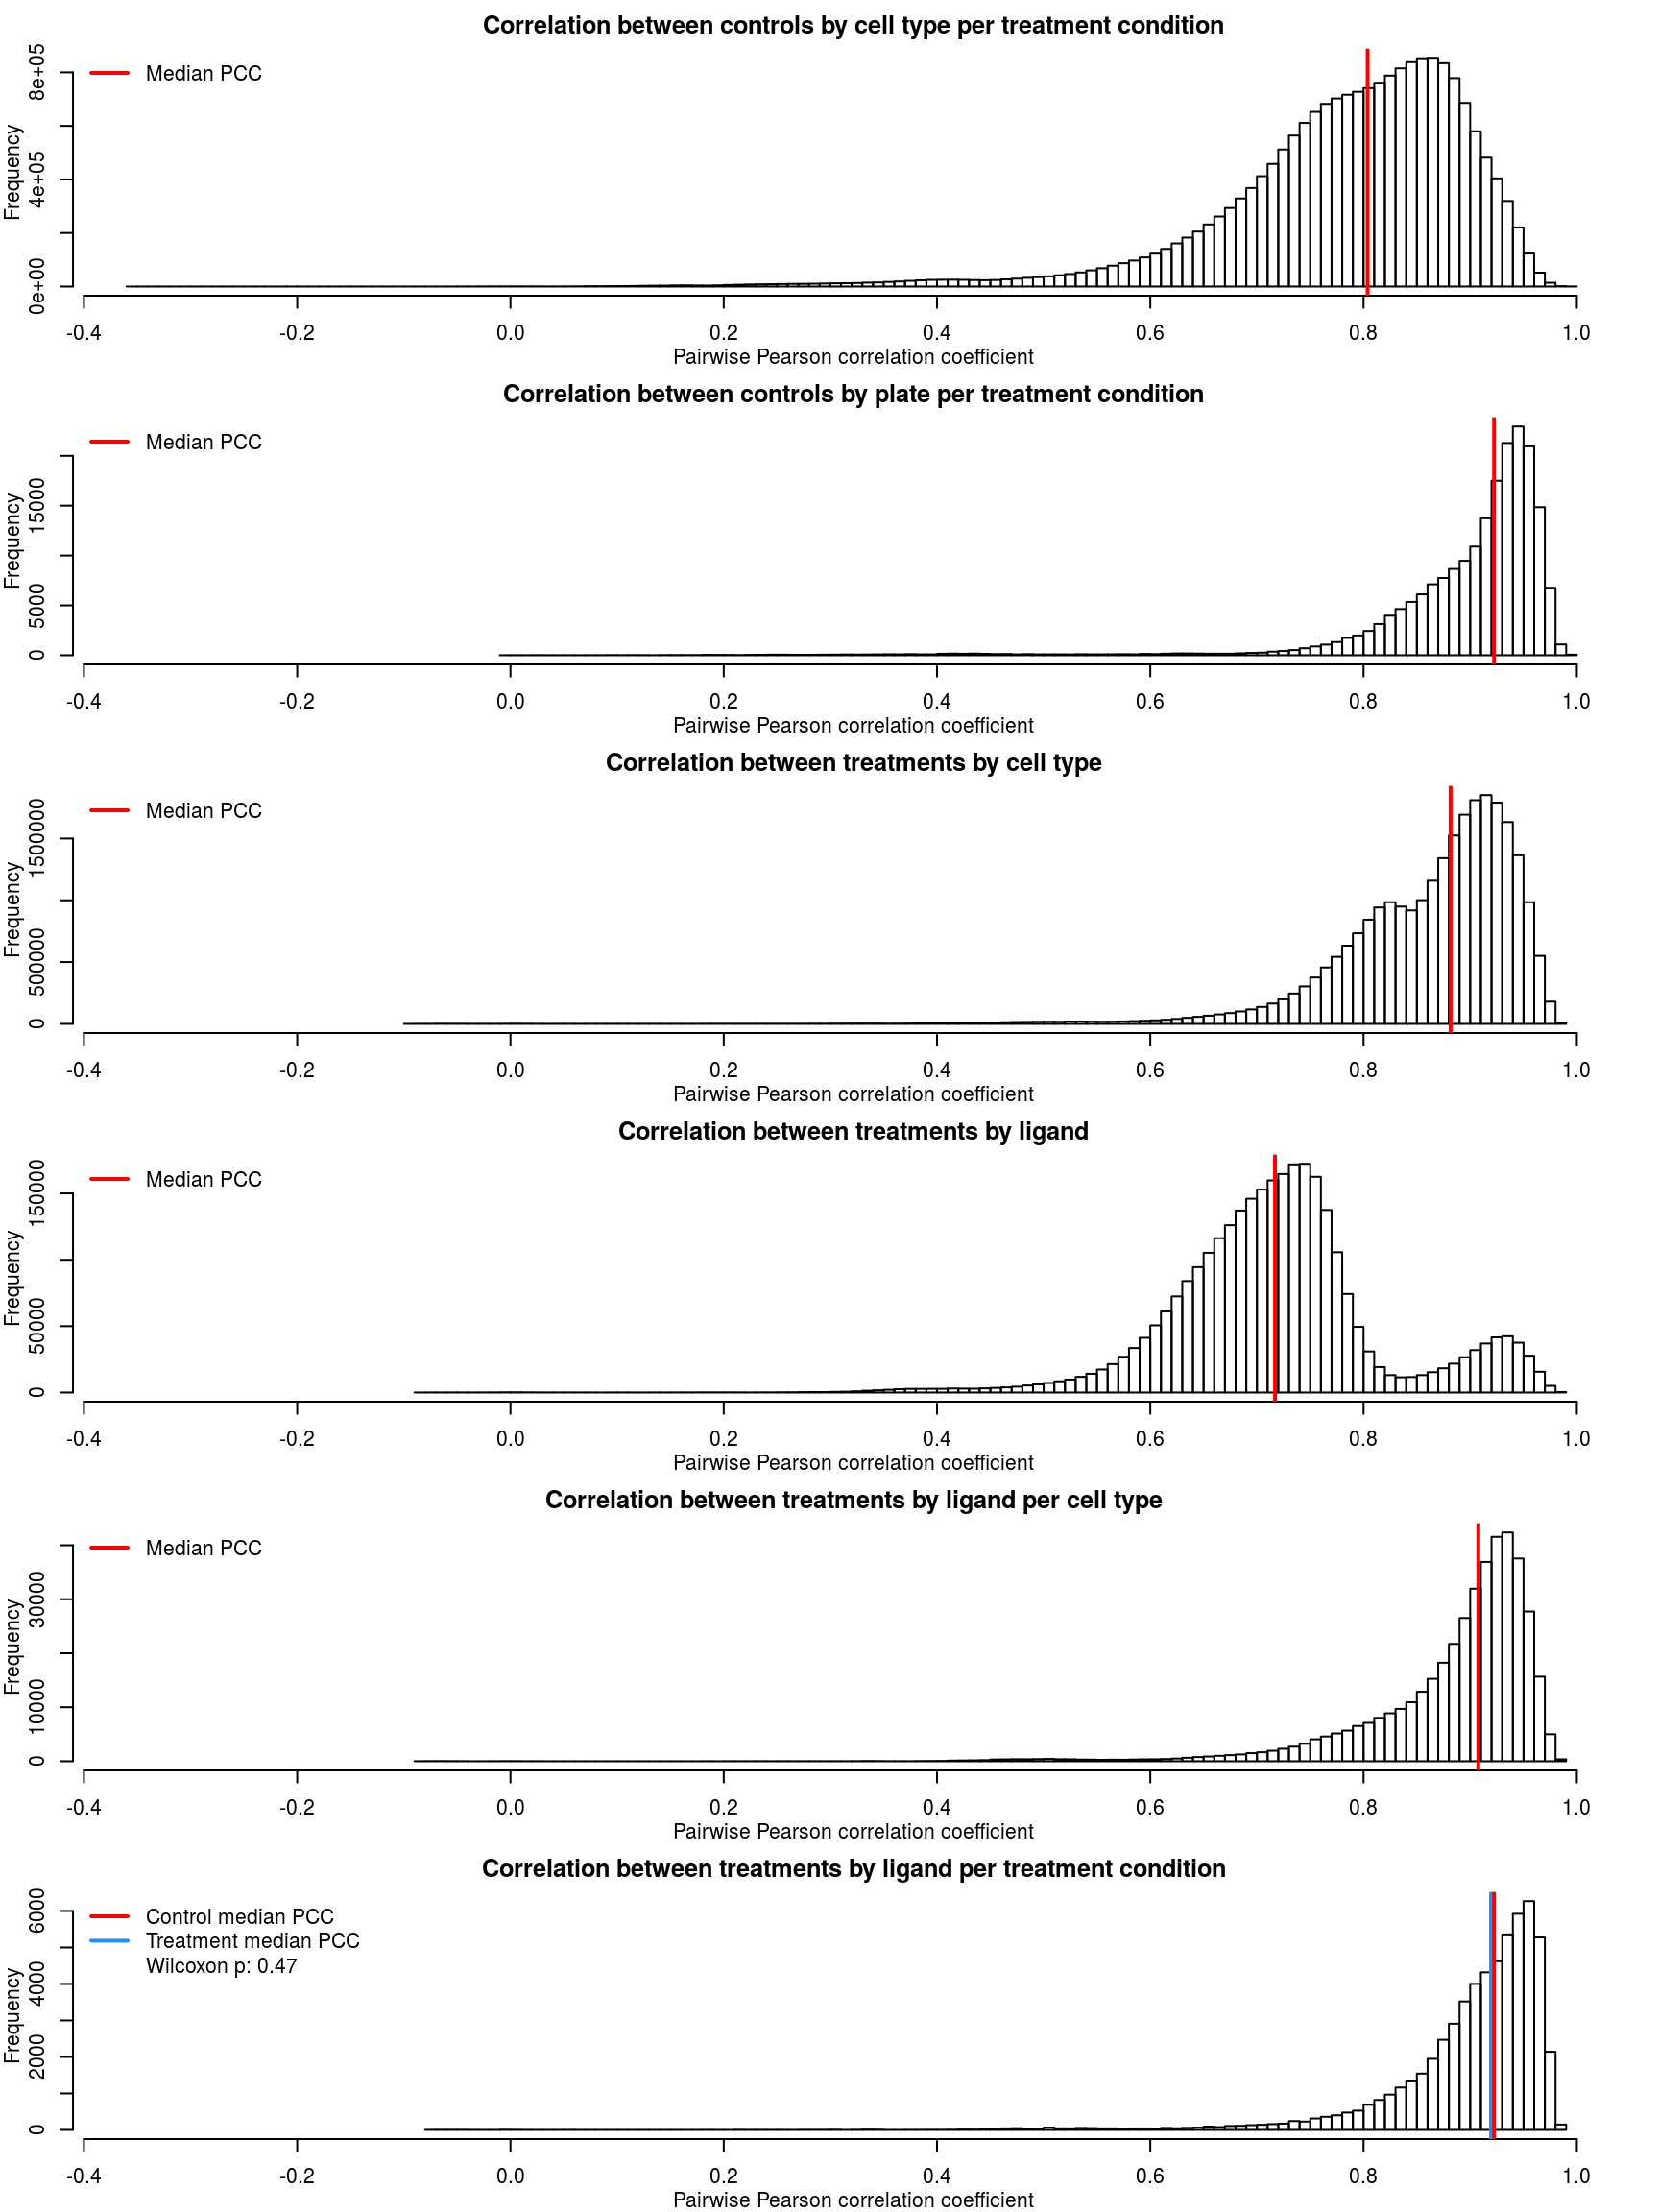 Correlation between controls by cell type per treatment condition
Median PCC
Frequency
0e+00 4e+05 8e+05
-0.4 -0.2 0.0 0.2 0.4 0.6 0.8 1.0
Pairwise Pearson correlation coefficient
Correlation between controls by plate per treatment condition
Median PCC
Frequency
0 5000 15000
-0.4 -0.2 0.0 0.2 0.4 0.6 0.8 1.0
Pairwise Pearson correlation coefficient
Correlation between treatments by cell type
Median PCC
Frequency
0 500000 1500000
-0.4 -0.2 0.0 0.2 0.4 0.6 0.8 1.0
Pairwise Pearson correlation coefficient
Correlation between treatments by ligand
Median PCC
Frequency
0 50000 150000
-0.4 -0.2 0.0 0.2 0.4 0.6 0.8 1.0
Pairwise Pearson correlation coefficient
Correlation between treatments by ligand per cell type
Median PCC
Frequency
0 10000 30000
-0.4 -0.2 0.0 0.2 0.4 0.6 0.8 1.0
Pairwise Pearson correlation coefficient
Correlation between treatments by ligand per treatment condition
Control median PCC
Treatment median PCC
Wilcoxon p: 0.47
Frequency
0 2000 4000 6000
-0.4 -0.2 0.0 0.2 0.4 0.6 0.8 1.0
Pairwise Pearson correlation coefficient